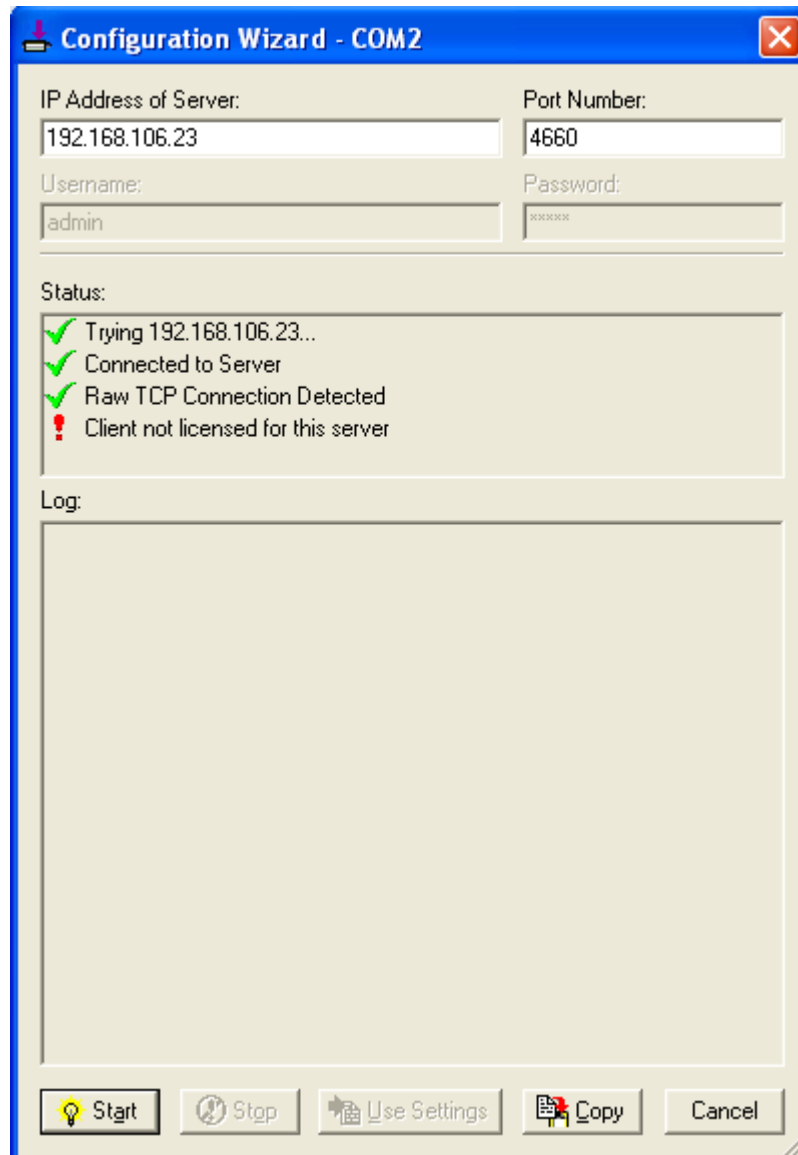 Configuration Wizard - COM2
IP Address of Server: Port Number:
192.168.106.23 4660
Username: Password:
admin *****
Status:
Trying 192.168.106.23...
Connected to Server
Raw TCP Connection Detected
Client not licensed for this server
Log:
Start Stop Use Settings Copy Cancel